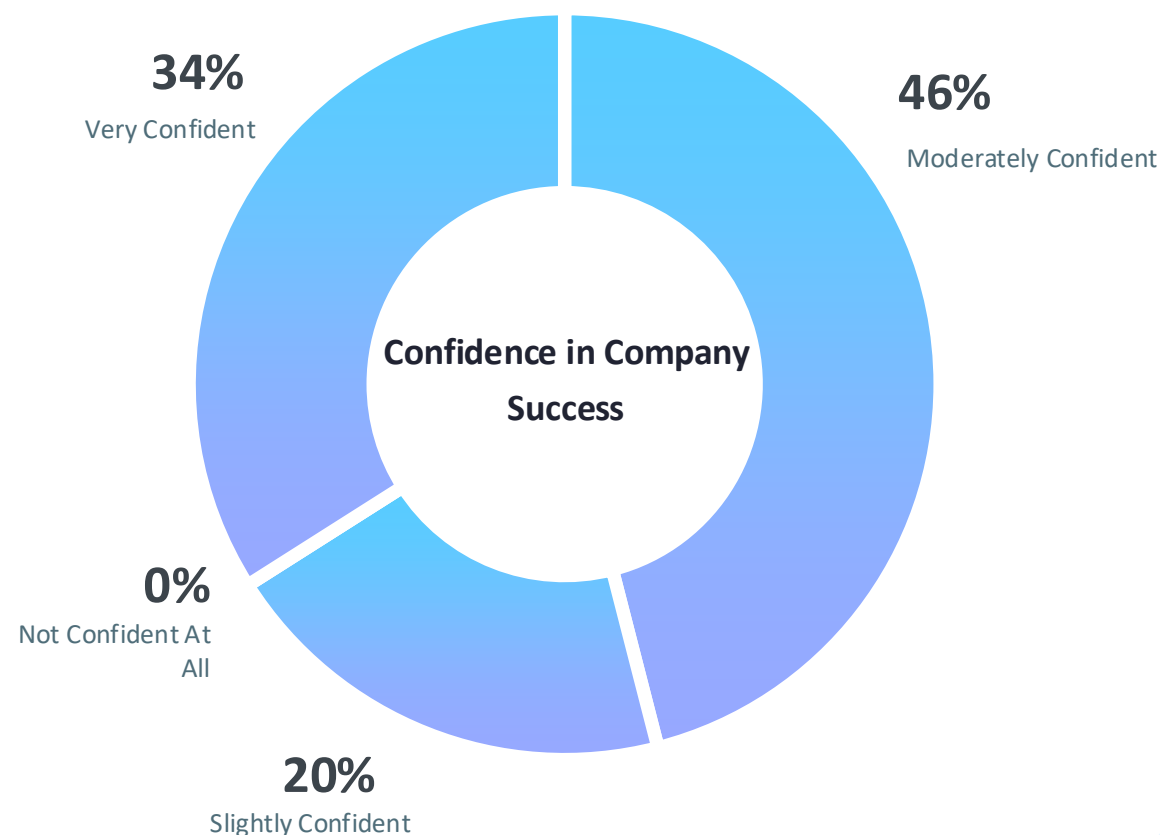 34%
Very Confident
46%
Moderately Confident
Confidence in Company
Success
0%
Not Confident At
All
20%
Slightly Confident